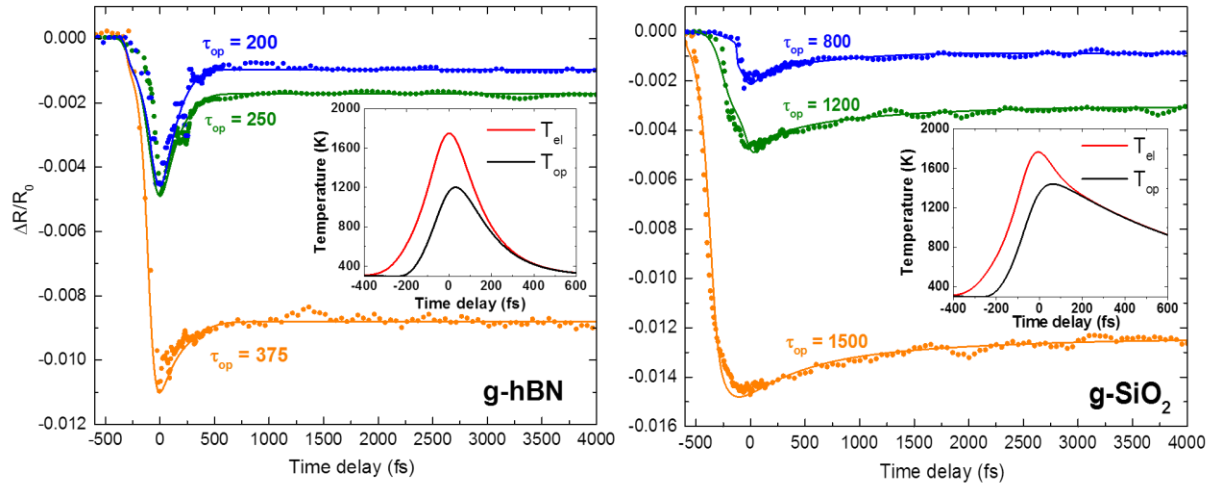 0.000
-0.002
-0.004
-0.006
-0.008
-0.010
-0.012
ΔR/R₀
τop = 200
τop = 250
τop = 375
2000
1600
1200
800
400
Temperature (K)
Tel
Top
-400 -200 0 200 400 600
Time delay (fs)
g-hBN
-500 0 500 1000 1500 2000 2500 3000 3500 4000
Time delay (fs)
0.000
-0.002
-0.004
-0.006
-0.008
-0.010
-0.012
-0.014
-0.016
τop = 800
τop = 1200
τop = 1500
2000
1600
1200
800
400
Temperature (K)
Tel
Top
-400 -200 0 200 400 600
Time delay (fs)
g-SiO₂
-500 0 500 1000 1500 2000 2500 3000 3500 4000
Time delay (fs)